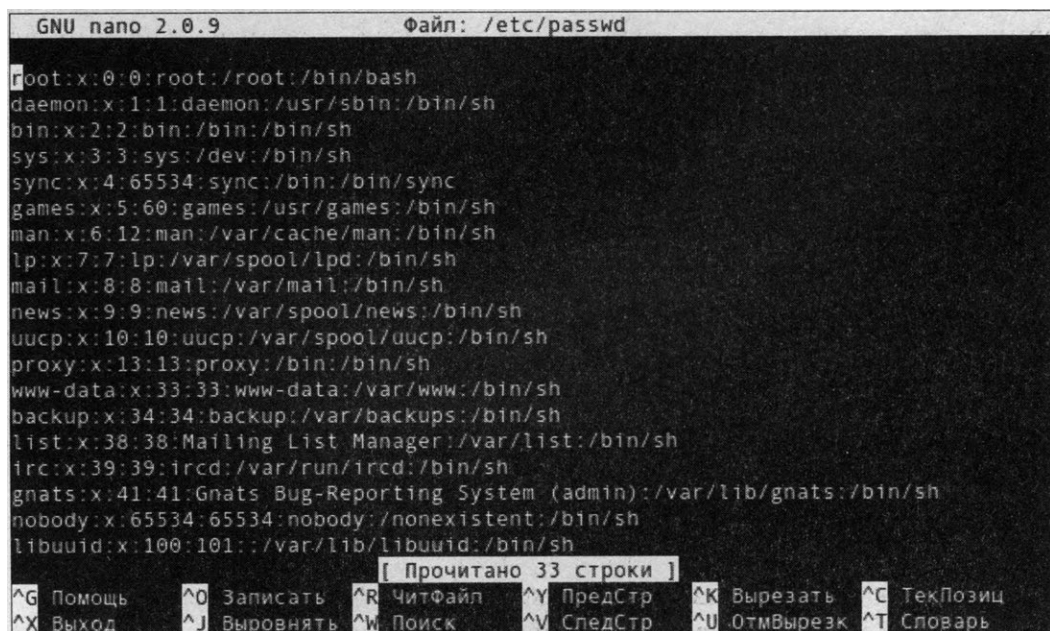 GNU nano 2.0.9 Файл: /etc/passwd
root:x:0:0:root:/root:/bin/bash
daemon:x:1:1:daemon:/usr/sbin:/bin/sh
bin:x:2:2:bin:/bin:/bin/sh
sys:x:3:3:sys:/dev:/bin/sh
sync:x:4:65534:sync:/bin:/bin/sync
games:x:5:60:games:/usr/games:/bin/sh
man:x:6:12:man:/var/cache/man:/bin/sh
lp:x:7:7:lp:/var/spool/lpd:/bin/sh
mail:x:8:8:mail:/var/mail:/bin/sh
news:x:9:9:news:/var/spool/news:/bin/sh
uucp:x:10:10:uucp:/var/spool/uucp:/bin/sh
proxy:x:13:13:proxy:/bin:/bin/sh
www-data:x:33:33:www-data:/var/www:/bin/sh
backup:x:34:34:backup:/var/backups:/bin/sh
list:x:38:38:Mailing List Manager:/var/list:/bin/sh
irc:x:39:39:ircd:/var/run/ircd:/bin/sh
gnats:x:41:41:Gnats Bug-Reporting System (admin):/var/lib/gnats:/bin/sh
nobody:x:65534:65534:nobody:/nonexistent:/bin/sh
libuuid:x:100:101::/var/lib/libuuid:/bin/sh
[ Прочитано 33 строки ]
^G Помощь ^O Записать ^R ЧитФайл ^Y ПредСтр ^K Вырезать ^C ТекПозиц
^X Выход ^J Выровнять ^W Поиск ^V СледСтр ^U ОтмВырезк ^T Словарь